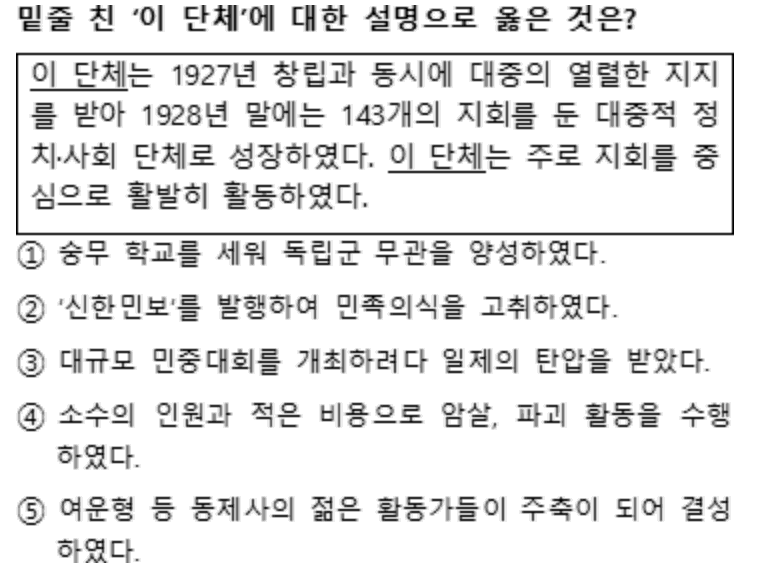 밑줄 친 '이 단체'에 대한 설명으로 옳은 것은?
이 단체는 1927년 창립과 동시에 대중의 열렬한 지지
를 받아 1928년 말에는 143개의 지회를 둔 대중적 정
치·사회 단체로 성장하였다. 이 단체는 주로 지회를 중
심으로 활발히 활동하였다.
① 숭무 학교를 세워 독립군 무관을 양성하였다.
② '신한민보'를 발행하여 민족의식을 고취하였다.
③ 대규모 민중대회를 개최하려다 일제의 탄압을 받았다.
④ 소수의 인원과 적은 비용으로 암살, 파괴 활동을 수행
하였다.
⑤ 여운형 등 동제사의 젊은 활동가들이 주축이 되어 결성
하였다.